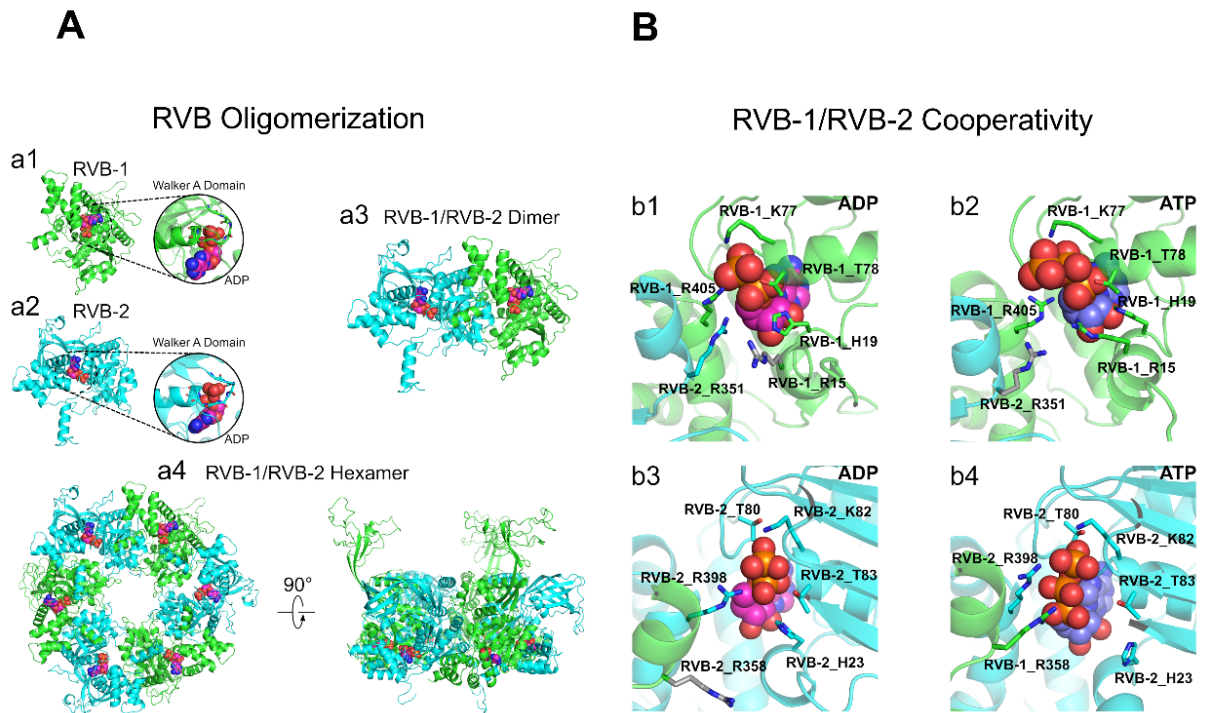 A
B
RVB Oligomerization
RVB-1/RVB-2 Cooperativity
a1
RVB-1
Walker A Domain
ADP
a2
RVB-2
Walker A Domain
ADP
a3
RVB-1/RVB-2 Dimer
a4 RVB-1/RVB-2 Hexamer
90°
b1
ADP
RVB-1_K77
RVB-1_T78
RVB-1_R405
RVB-1_H19
RVB-2_R351
RVB-1_R15
b2
ATP
RVB-1_K77
RVB-1_T78
RVB-1_R405
RVB-1_H19
RVB-1_R15
RVB-2_R351
b3
ADP
RVB-2_T80
RVB-2_K82
RVB-2_R398
RVB-2_T83
RVB-2_R358
RVB-2_H23
b4
ATP
RVB-2_T80
RVB-2_K82
RVB-2_R398
RVB-2_T83
RVB-1_R358
RVB-2_H23